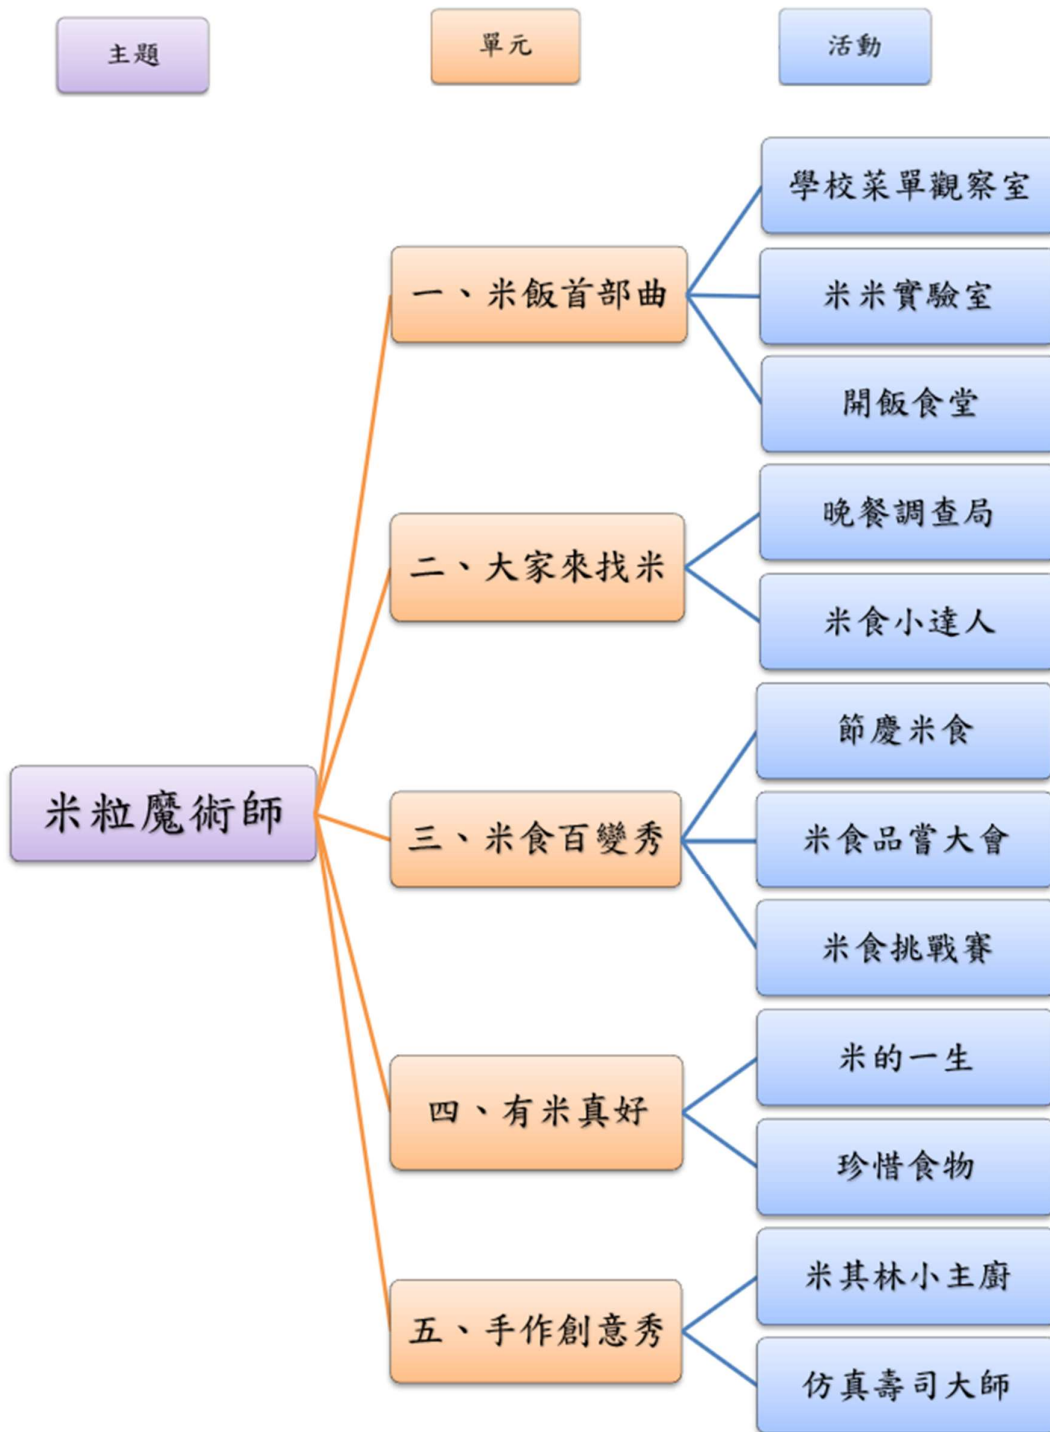 主題
單元
活動
米粒魔術師
一、米飯首部曲
學校菜單觀察室
米米實驗室
開飯食堂
二、大家來找米
晚餐調查局
米食小達人
三、米食百變秀
節慶米食
米食品嘗大會
米食挑戰賽
四、有米真好
米的一生
珍惜食物
五、手作創意秀
米其林小主廚
仿真壽司大師